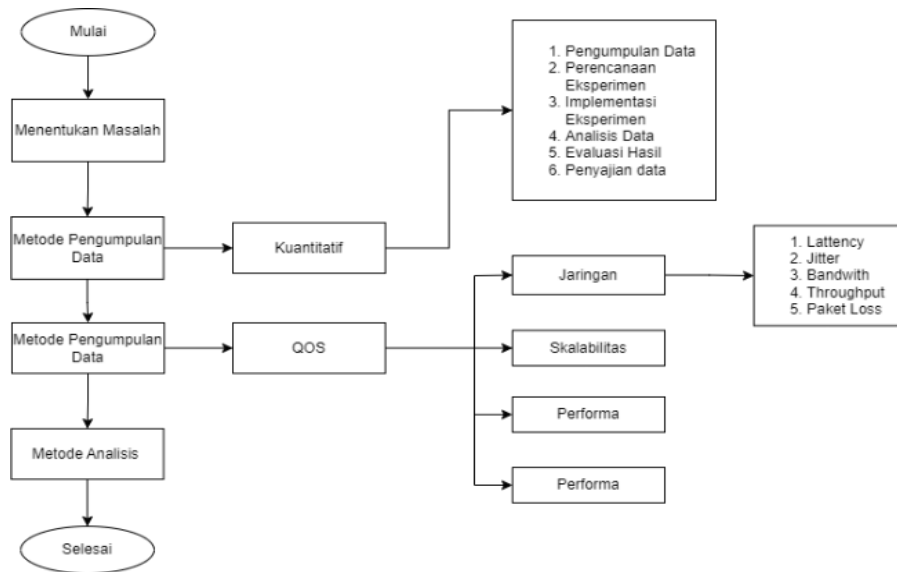 Mulai
Menentukan Masalah
Metode Pengumpulan
Data
Kuantitatif
1. Pengumpulan Data
2. Perencanaan
Eksperimen
3. Implementasi
Eksperimen
4. Analisis Data
5. Evaluasi Hasil
6. Penyajian data
Metode Pengumpulan
Data
QOS
Jaringan
1. Lattency
2. Jitter
3. Bandwith
4. Throughput
5. Paket Loss
Skalabilitas
Performa
Performa
Metode Analisis
Selesai